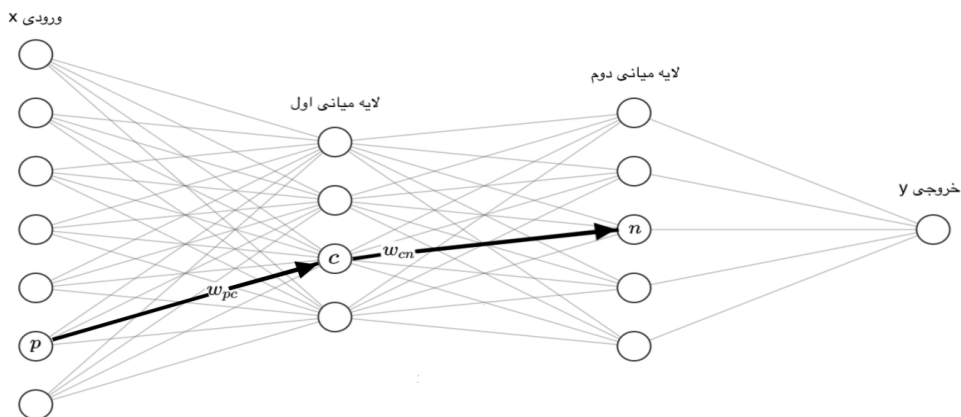 ورودی x
لایه میانی دوم
لایه میانی اول
خروجی y
n
w_cn
c
w_pc
p